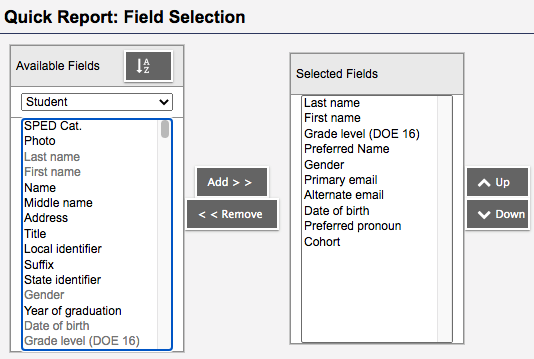 Quick Report: Field Selection
Available Fields
A
Z
Student
SPED Cat.
Photo
Last name
First name
Name
Middle name
Address
Title
Local identifier
Suffix
State identifier
Gender
Year of graduation
Date of birth
Grade level (DOE 16)
Add > >
< < Remove
Selected Fields
Last name
First name
Grade level (DOE 16)
Preferred Name
Gender
Primary email
Alternate email
Date of birth
Preferred pronoun
Cohort
Up
Down